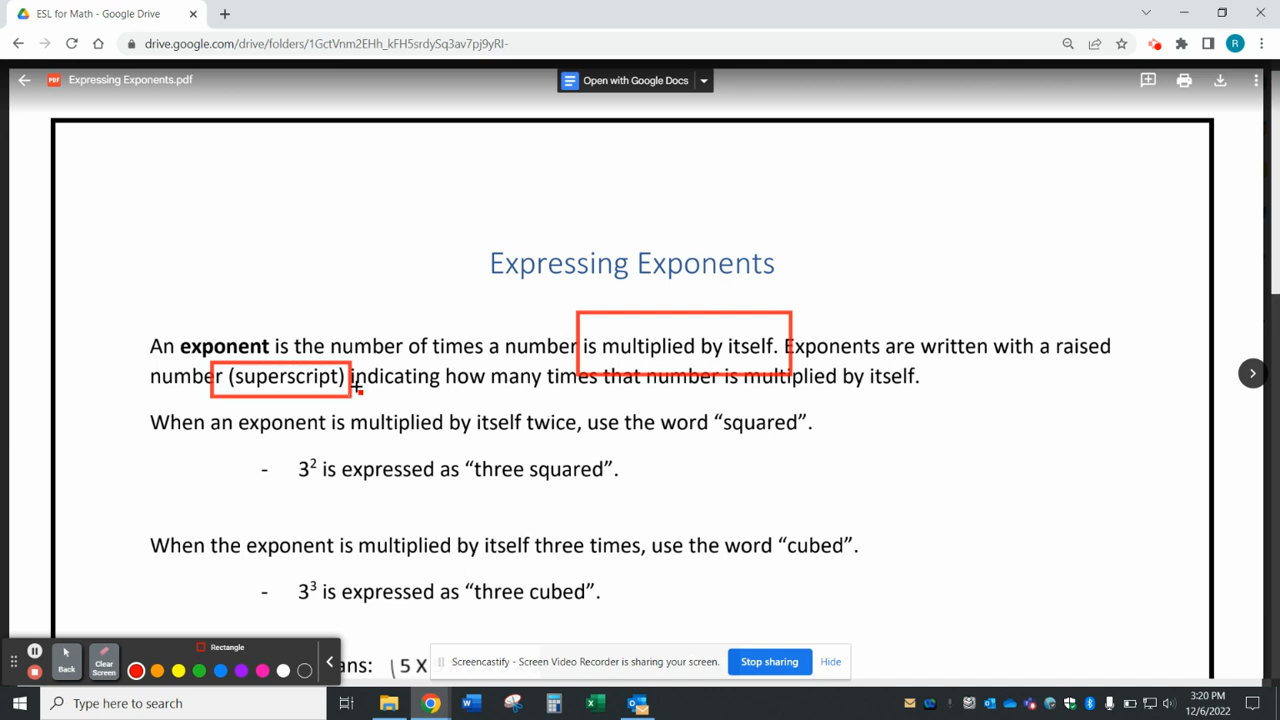 ESL for Math - Google Drive
drive.google.com/drive/folders/1GctVnm2EHh_kFH5srdySq3av7pj9yRI-
R
PDF Expressing Exponents.pdf
Open with Google Docs
Expressing Exponents
An exponent is the number of times a number is multiplied by itself. Exponents are written with a raised
number (superscript) indicating how many times that number is multiplied by itself.
When an exponent is multiplied by itself twice, use the word “squared”.
- 3² is expressed as “three squared”.
When the exponent is multiplied by itself three times, use the word “cubed”.
- 3³ is expressed as “three cubed”.
Rectangle
Back
Clear Screen
ans: (5 X
Screencastify - Screen Video Recorder is sharing your screen.
Stop sharing
Hide
Type here to search
3:20 PM
12/6/2022